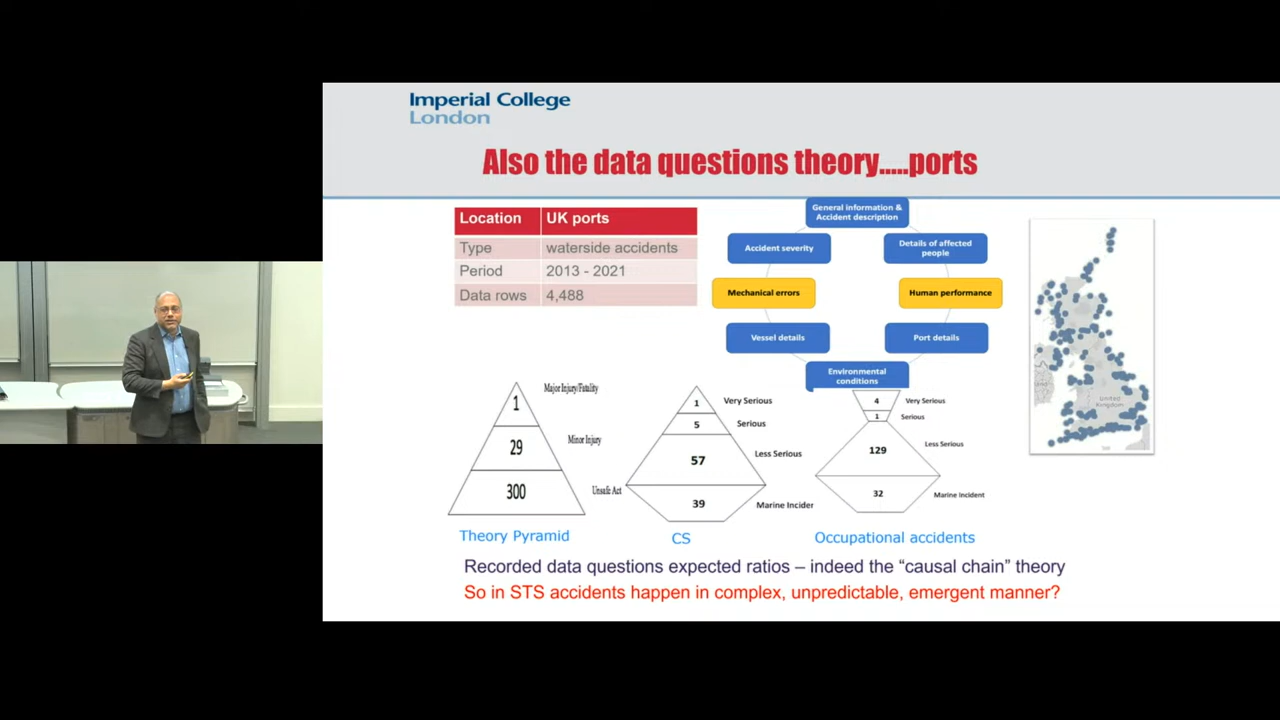 Imperial College
London
Also the data questions theory.....ports
Location UK ports
Type waterside accidents
Period 2013 - 2021
Data rows 4,488
General information &
Accident description
Accident severity
Details of affected
people
Mechanical errors
Human performance
Vessel details
Port details
Environmental
conditions
United
Kingdom
1 Major Injury/Fatality
29 Minor Injury
300 Unsafe Act
Theory Pyramid
1 Very Serious
5 Serious
57 Less Serious
39 Marine Incider
CS
4 Very Serious
1 Serious
129 Less Serious
32 Marine Incident
Occupational accidents
Recorded data questions expected ratios – indeed the “causal chain” theory
So in STS accidents happen in complex, unpredictable, emergent manner?